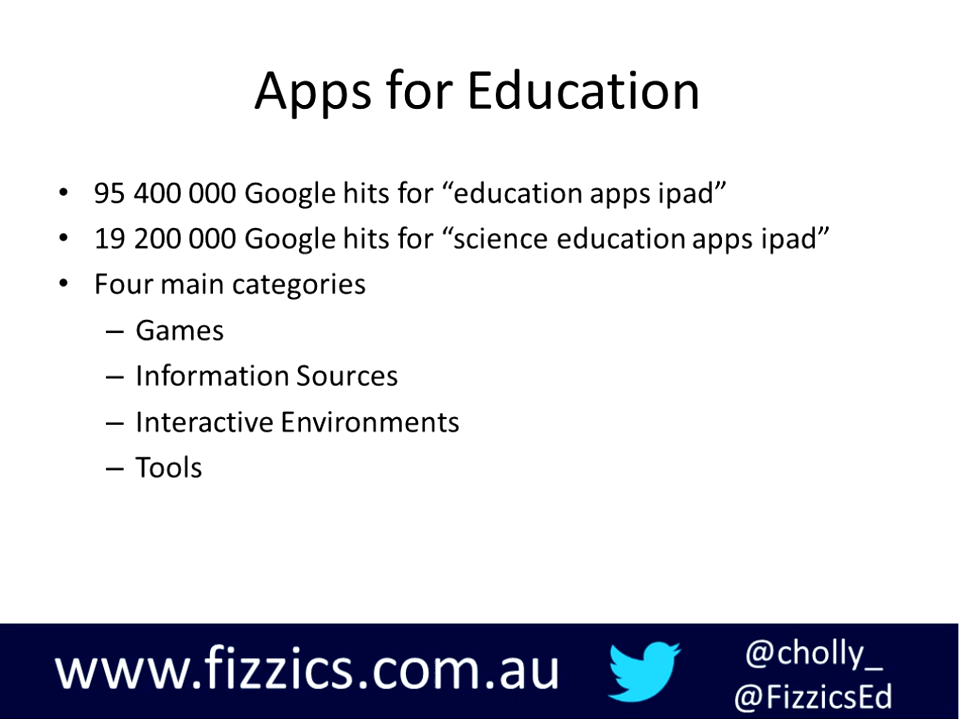 Apps for Education
• 95 400 000 Google hits for “education apps ipad”
• 19 200 000 Google hits for “science education apps ipad”
• Four main categories
– Games
– Information Sources
– Interactive Environments
– Tools
www.fizzics.com.au
@cholly_
@FizzicsEd